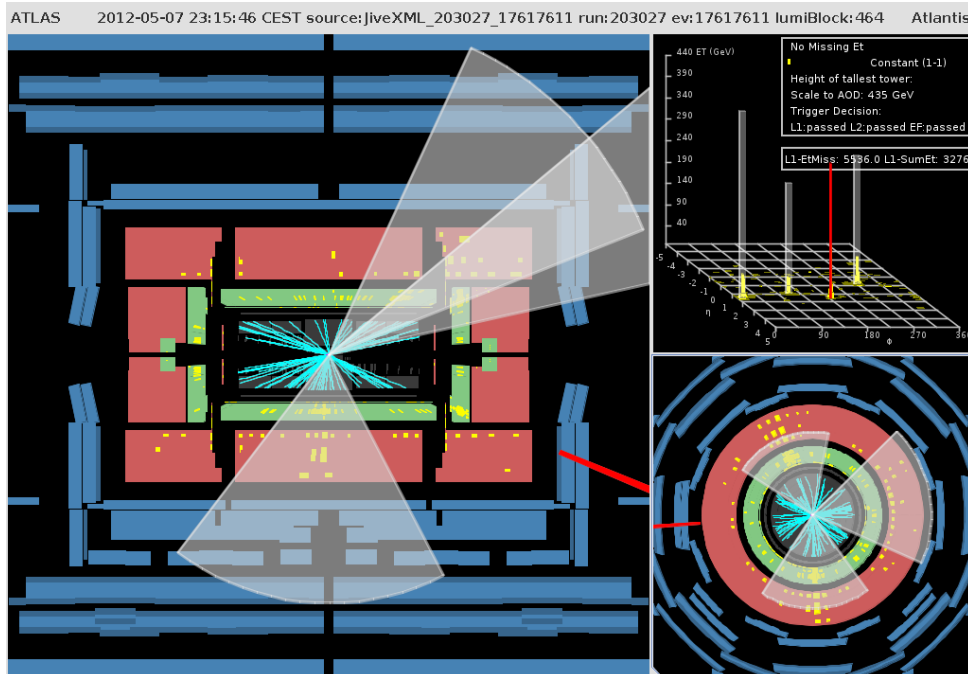 ATLAS 2012-05-07 23:15:46 CEST source:JiveXML_203027_17617611 run:203027 ev:17617611 lumiBlock:464 Atlantis
440 ET (GeV)
390
340
290
240
190
140
90
40
No Missing Et
Constant (1-1)
Height of tallest tower:
Scale to AOD: 435 GeV
Trigger Decision:
L1:passed L2:passed EF:passed
L1-EtMiss: 5536.0 L1-SumEt: 3276
-5
-4
-3
-2
-1
0
1
2
3
4
5
η
0
90
180
270
360
Φ